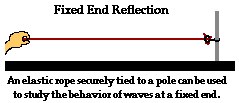 Fixed End Reflection
An elastic rope securely tied to a pole can be used
to study the behavior of waves at a fixed end.